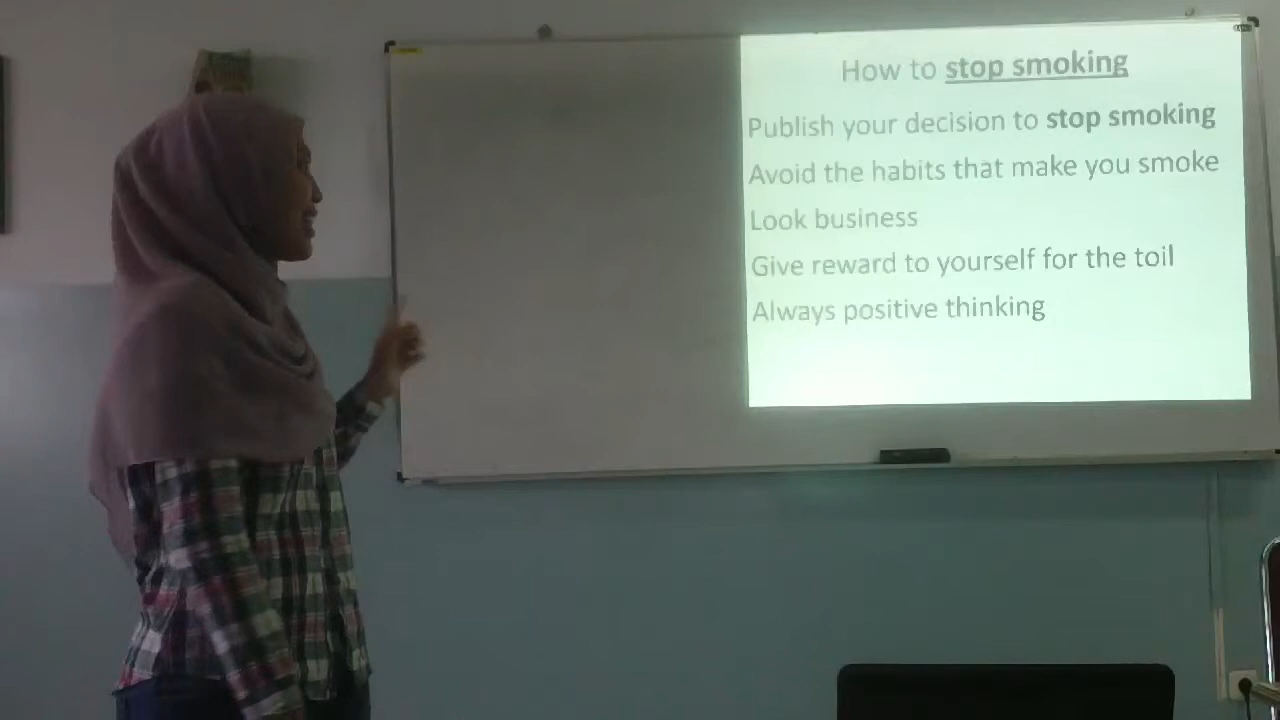 How to stop smoking
Publish your decision to stop smoking
Avoid the habits that make you smoke
Look business
Give reward to yourself for the toil
Always positive thinking